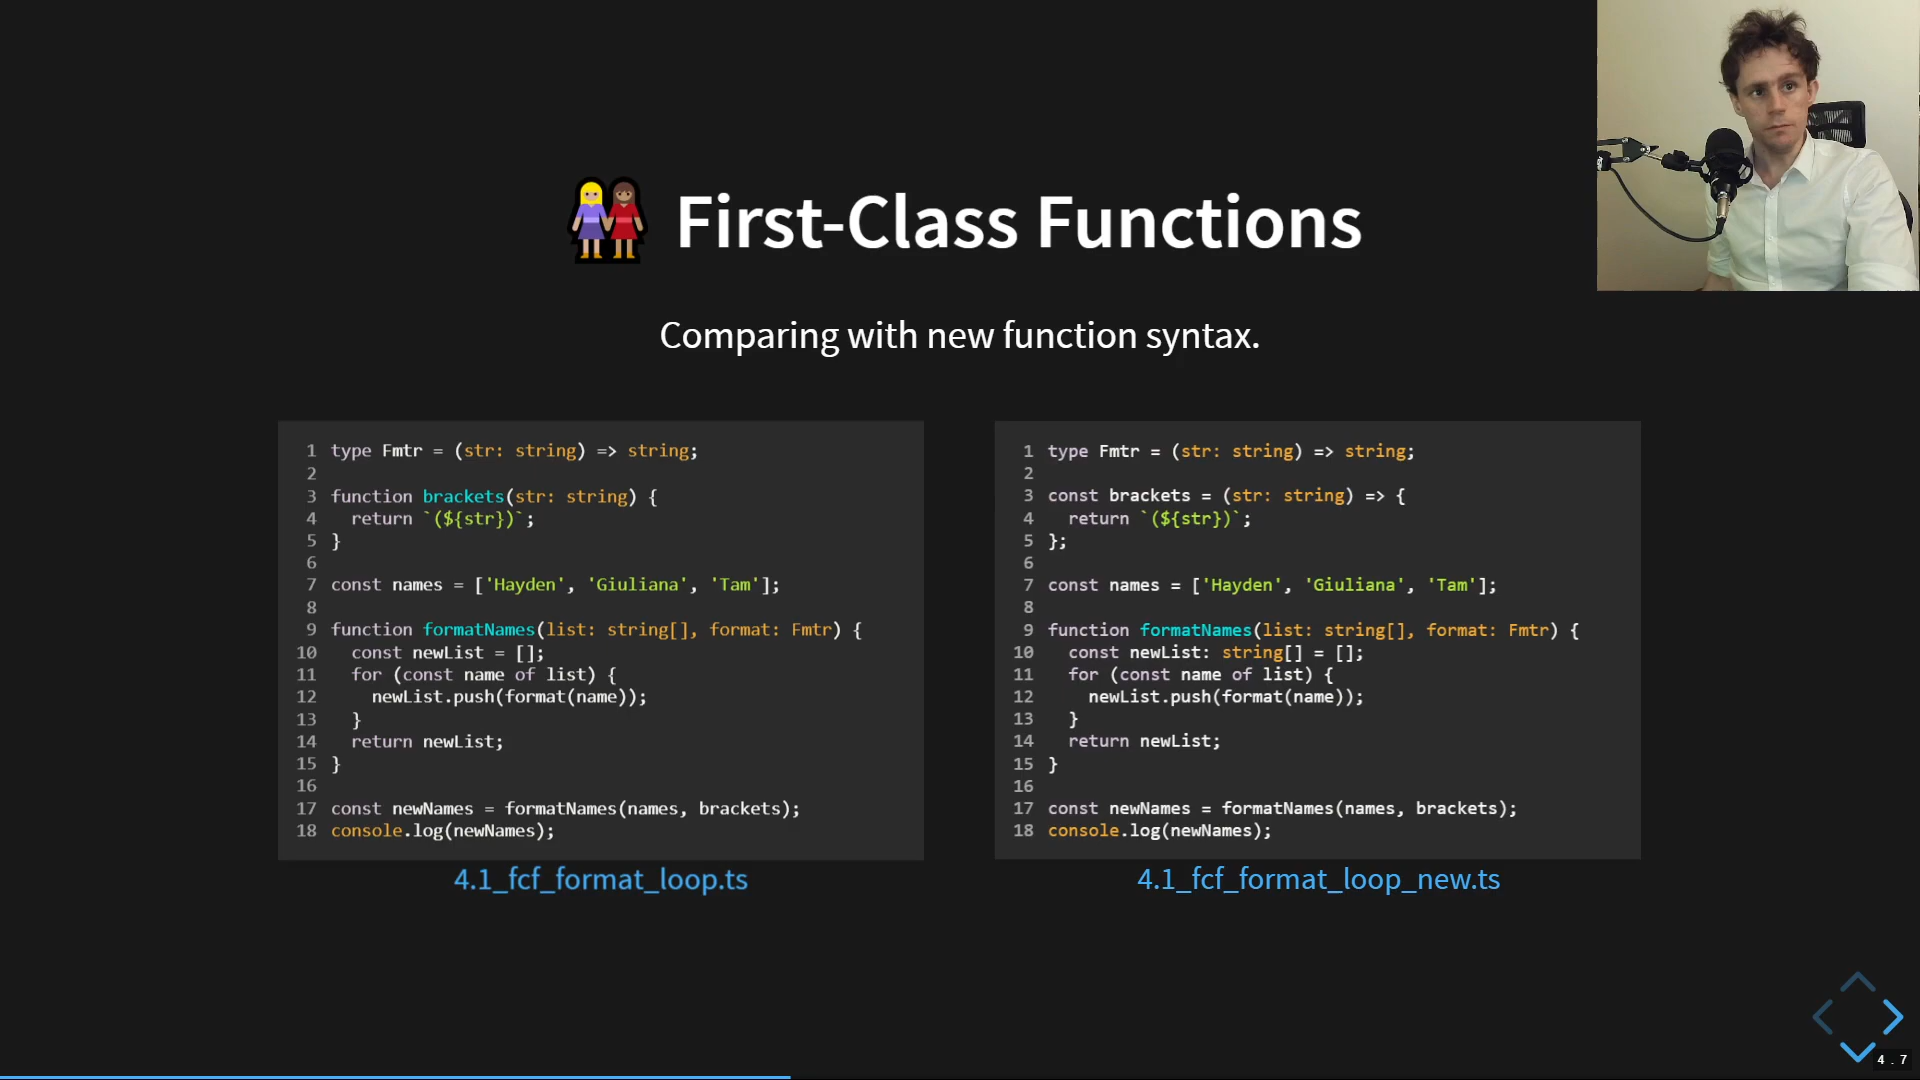 First-Class Functions
Comparing with new function syntax.
1 type Fmtr = (str: string) => string;
2
3 function brackets(str: string) {
4   return `(${str})`;
5 }
6
7 const names = ['Hayden', 'Giuliana', 'Tam'];
8
9 function formatNames(list: string[], format: Fmtr) {
10   const newList = [];
11   for (const name of list) {
12     newList.push(format(name));
13   }
14   return newList;
15 }
16
17 const newNames = formatNames(names, brackets);
18 console.log(newNames);
4.1_fcf_format_loop.ts
1 type Fmtr = (str: string) => string;
2
3 const brackets = (str: string) => {
4   return `(${str})`;
5 };
6
7 const names = ['Hayden', 'Giuliana', 'Tam'];
8
9 function formatNames(list: string[], format: Fmtr) {
10   const newList: string[] = [];
11   for (const name of list) {
12     newList.push(format(name));
13   }
14   return newList;
15 }
16
17 const newNames = formatNames(names, brackets);
18 console.log(newNames);
4.1_fcf_format_loop_new.ts
4.7